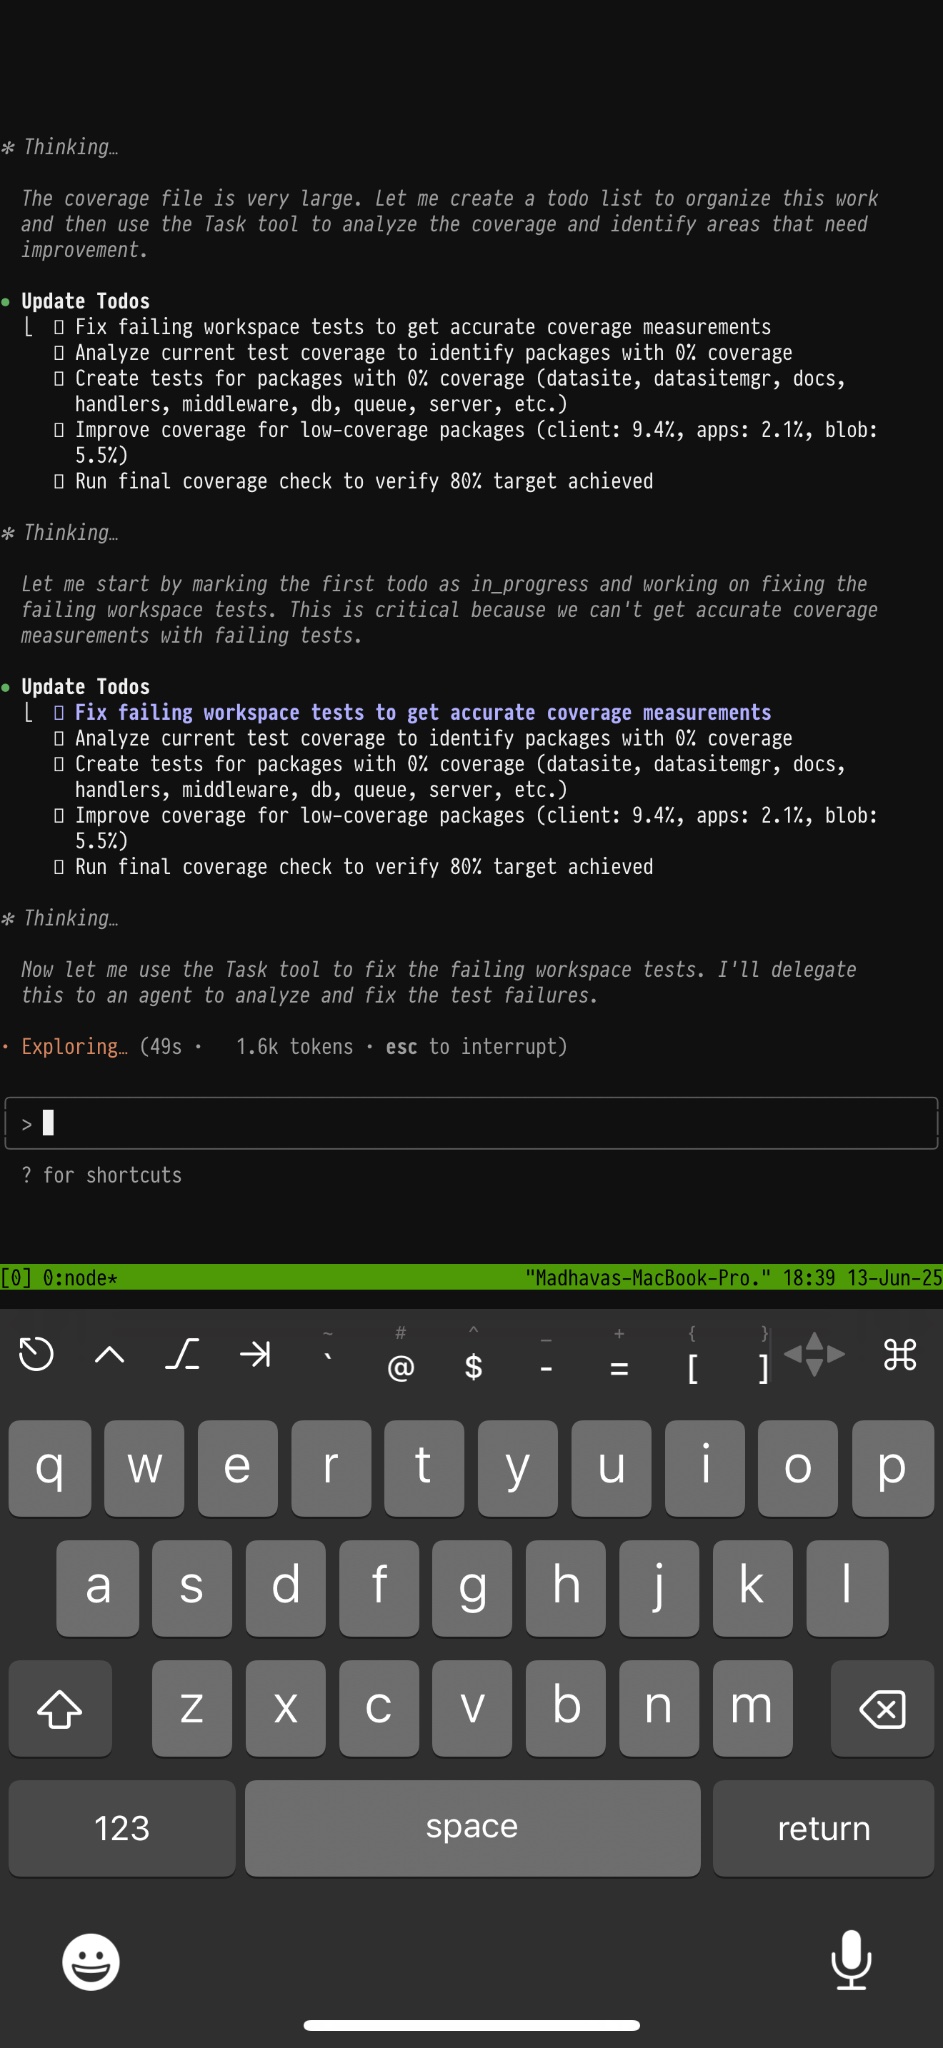 * Thinking…
The coverage file is very large. Let me create a todo list to organize this work
and then use the Task tool to analyze the coverage and identify areas that need
improvement.
● Update Todos
⎣ ▯ Fix failing workspace tests to get accurate coverage measurements
▯ Analyze current test coverage to identify packages with 0% coverage
▯ Create tests for packages with 0% coverage (datasite, datasitemgr, docs,
handlers, middleware, db, queue, server, etc.)
▯ Improve coverage for low-coverage packages (client: 9.4%, apps: 2.1%, blob:
5.5%)
▯ Run final coverage check to verify 80% target achieved
* Thinking…
Let me start by marking the first todo as in_progress and working on fixing the
failing workspace tests. This is critical because we can't get accurate coverage
measurements with failing tests.
● Update Todos
⎣ ▯ Fix failing workspace tests to get accurate coverage measurements
▯ Analyze current test coverage to identify packages with 0% coverage
▯ Create tests for packages with 0% coverage (datasite, datasitemgr, docs,
handlers, middleware, db, queue, server, etc.)
▯ Improve coverage for low-coverage packages (client: 9.4%, apps: 2.1%, blob:
5.5%)
▯ Run final coverage check to verify 80% target achieved
* Thinking…
Now let me use the Task tool to fix the failing workspace tests. I'll delegate
this to an agent to analyze and fix the test failures.
· Exploring… (49s · 1.6k tokens · esc to interrupt)
>
? for shortcuts
[0] 0:node* "Madhavas-MacBook-Pro." 18:39 13-Jun-25
~ # ^ _ + { }
` @ $ - = [ ]
q w e r t y u i o p
a s d f g h j k l
z x c v b n m
123 space return